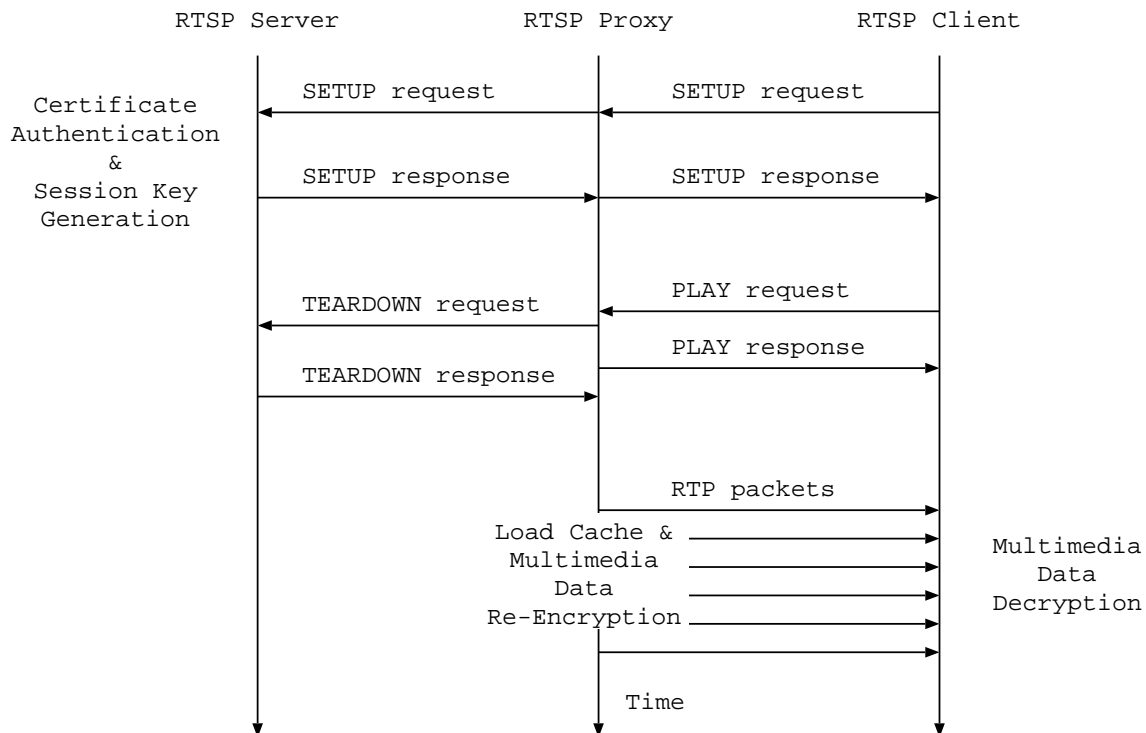 RTSP Server
RTSP Proxy
RTSP Client
SETUP request
SETUP request
Certificate
Authentication
&
Session Key
Generation
SETUP response
SETUP response
PLAY request
TEARDOWN request
PLAY response
TEARDOWN response
RTP packets
Load Cache &
Multimedia
Data
Re-Encryption
Multimedia
Data
Decryption
Time